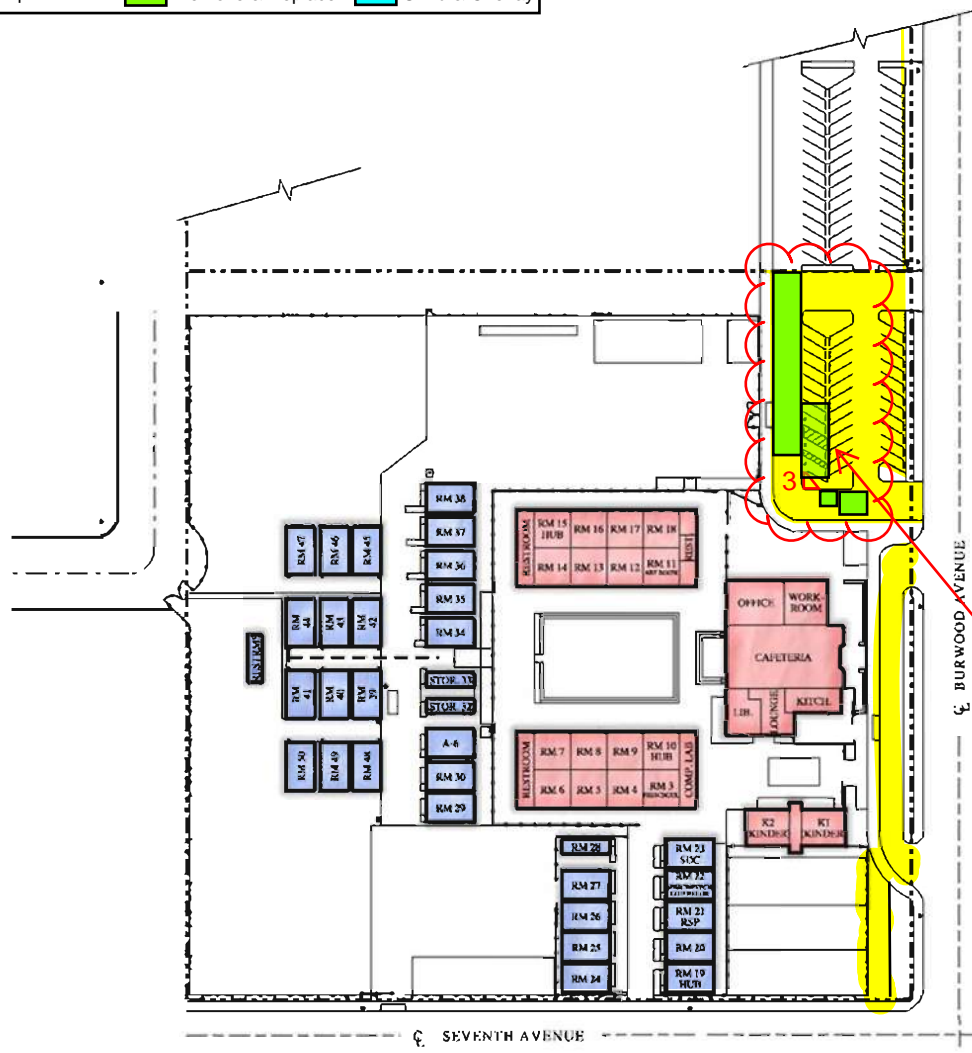 RM 38
RM 37
RM 36
RM 35
RM 34
STOR. 33
STOR. 32
A-6
RM 30
RM 29
RM 47
RM 46
RM 45
RM 44
RM 43
RM 42
RESTRMS
RM 41
RM 40
RM 39
RM 50
RM 49
RM 48
RESTROOM
RM 15
HUB
RM 16
RM 17
RM 18
REST.
RM 14
RM 13
RM 12
RM 11
3
OFFICE
WORK-
ROOM
CAFETERIA
LIB.
LOUNGE
KITCH.
RESTROOM
RM 7
RM 8
RM 9
RM 10
HUB
COMP. LAB
RM 6
RM 5
RM 4
RM 3
PRESCHOOL
K2
KINDER
K1
KINDER
RM 28
RM 27
RM 26
RM 25
RM 24
RM 23
SDC
RM 22
RM 21
RSP
RM 20
RM 19
HUB
℄ BURWOOD AVENUE
℄ SEVENTH AVENUE